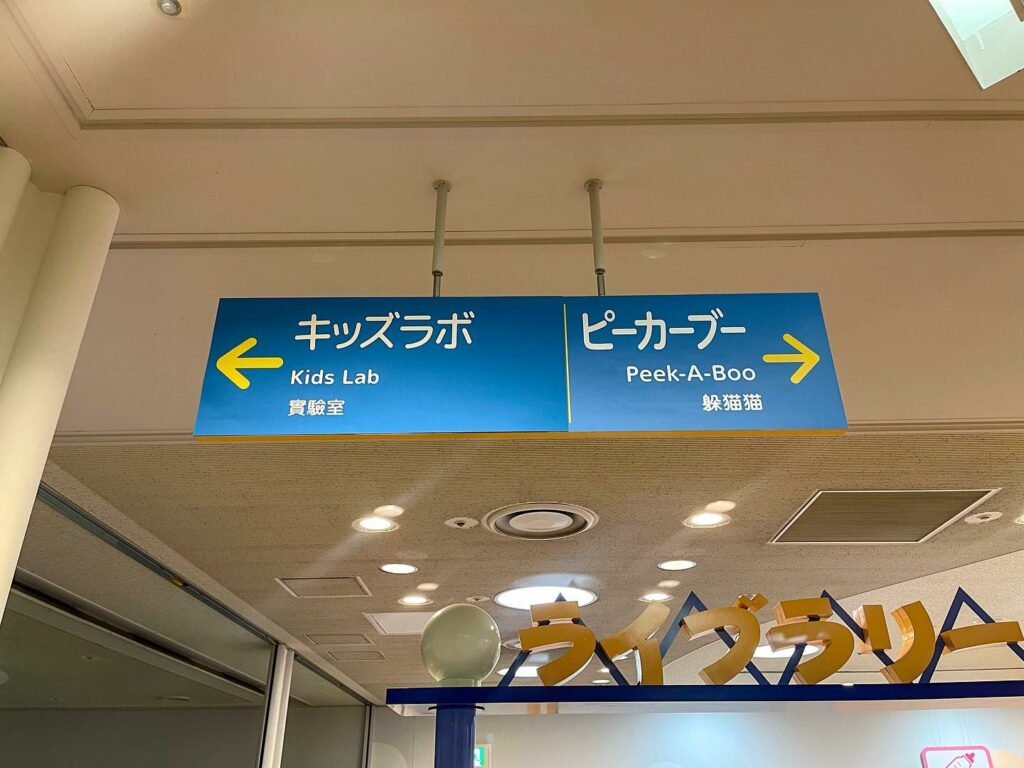 キッズラボ
Kids Lab
實驗室
ピーカーブー
Peek-A-Boo
躲猫猫
ライブラリー